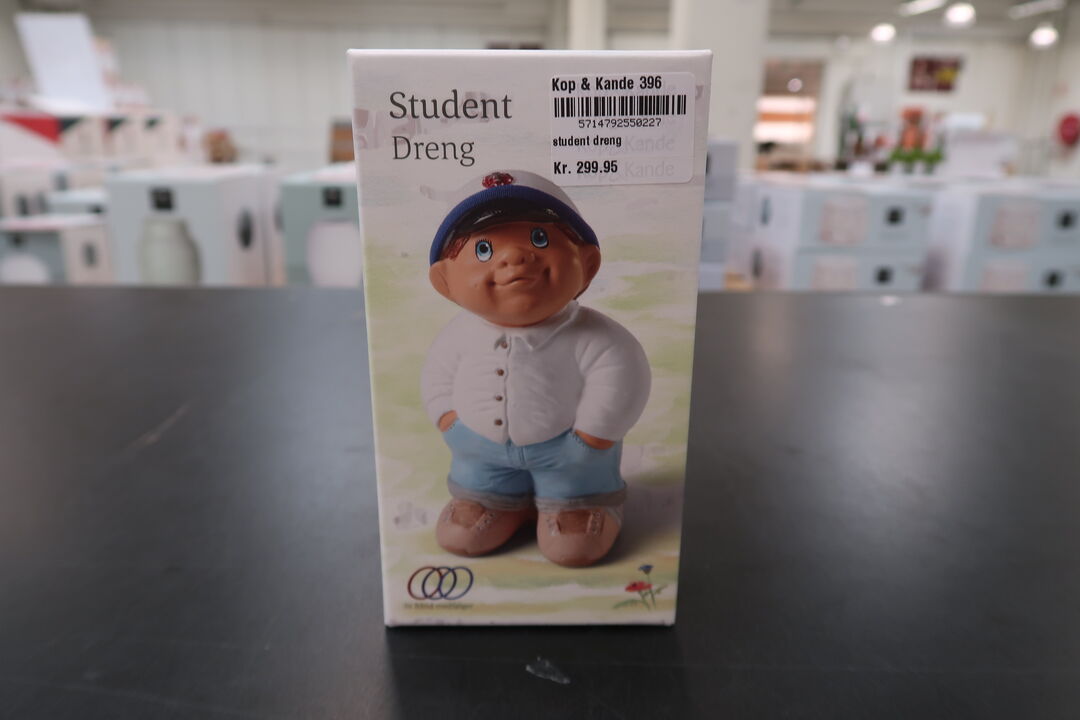 Student
Dreng
Kop & Kande 396
5714792550227
student dreng
Kr. 299.95